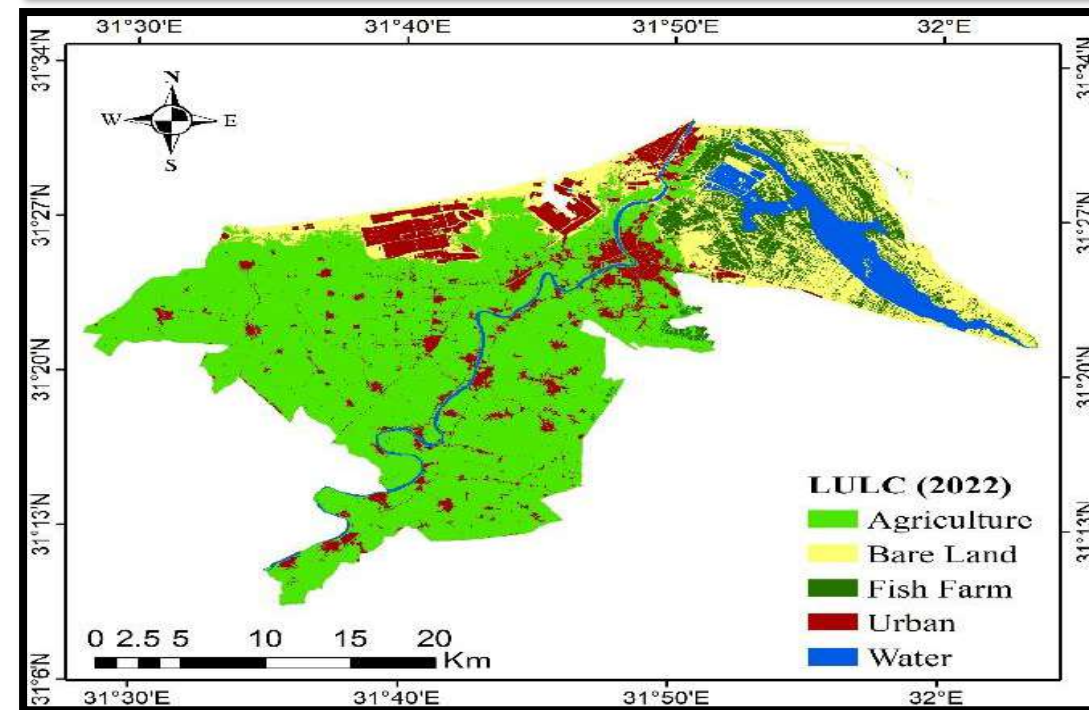 31°30'E 31°40'E 31°50'E 32°E
31°34'N
31°34'N
N
W E
S
31°27'N
31°27'N
31°20'N
31°20'N
LULC (2022)
Agriculture
31°13'N
31°13'N
Bare Land
Fish Farm
Urban
0 2.5 5 10 15 20
Km
Water
31°6'N
31°30'E 31°40'E 31°50'E 32°E